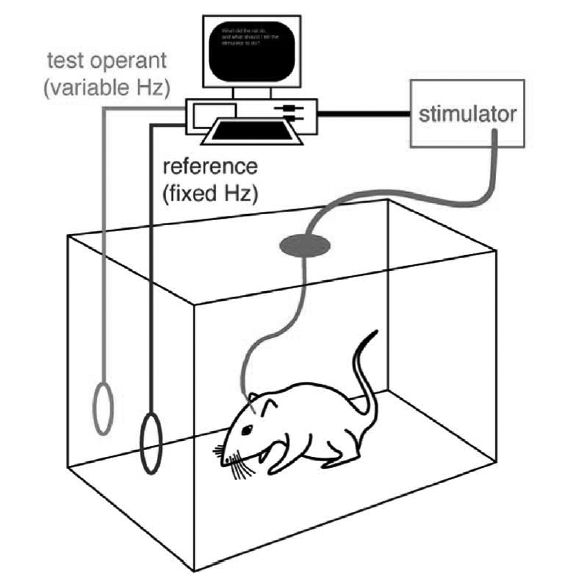 What did the rat do,
and what should I tell the
stimulator to do?
test operant
(variable Hz)
stimulator
reference
(fixed Hz)